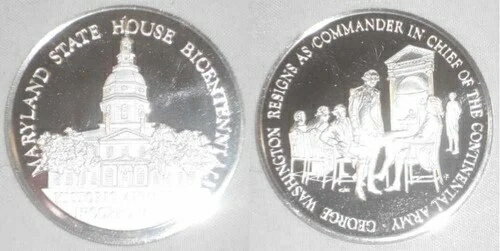 MARYLAND STATE HOUSE BICENTENNIAL
GEORGE WASHINGTON RESIGNS AS COMMANDER IN CHIEF OF THE CONTINENTAL ARMY ·